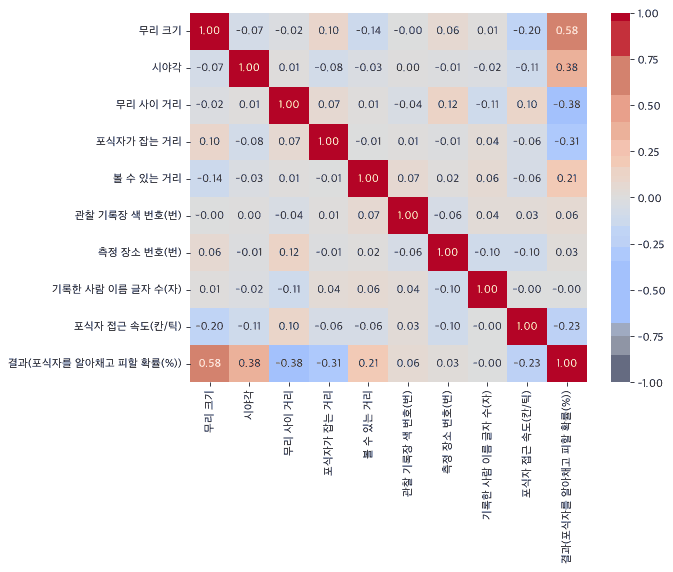 무리 크기 1.00 −0.07 −0.02 0.10 −0.14 −0.00 0.06 0.01 −0.20 0.58
시야각 −0.07 1.00 0.01 −0.08 −0.03 0.00 −0.01 −0.02 −0.11 0.38
무리 사이 거리 −0.02 0.01 1.00 0.07 0.01 −0.04 0.12 −0.11 0.10 −0.38
포식자가 잡는 거리 0.10 −0.08 0.07 1.00 −0.01 0.01 −0.01 0.04 −0.06 −0.31
볼 수 있는 거리 −0.14 −0.03 0.01 −0.01 1.00 0.07 0.02 0.06 −0.06 0.21
관찰 기록장 색 번호(번) −0.00 0.00 −0.04 0.01 0.07 1.00 −0.06 0.04 0.03 0.06
측정 장소 번호(번) 0.06 −0.01 0.12 −0.01 0.02 −0.06 1.00 −0.10 −0.10 0.03
기록한 사람 이름 글자 수(자) 0.01 −0.02 −0.11 0.04 0.06 0.04 −0.10 1.00 −0.00 −0.00
포식자 접근 속도(칸/틱) −0.20 −0.11 0.10 −0.06 −0.06 0.03 −0.10 −0.00 1.00 −0.23
결과(포식자를 알아채고 피할 확률(%)) 0.58 0.38 −0.38 −0.31 0.21 0.06 0.03 −0.00 −0.23 1.00
무리 크기
시야각
무리 사이 거리
포식자가 잡는 거리
볼 수 있는 거리
관찰 기록장 색 번호(번)
측정 장소 번호(번)
기록한 사람 이름 글자 수(자)
포식자 접근 속도(칸/틱)
결과(포식자를 알아채고 피할 확률(%))
1.00
0.75
0.50
0.25
0.00
−0.25
−0.50
−0.75
−1.00